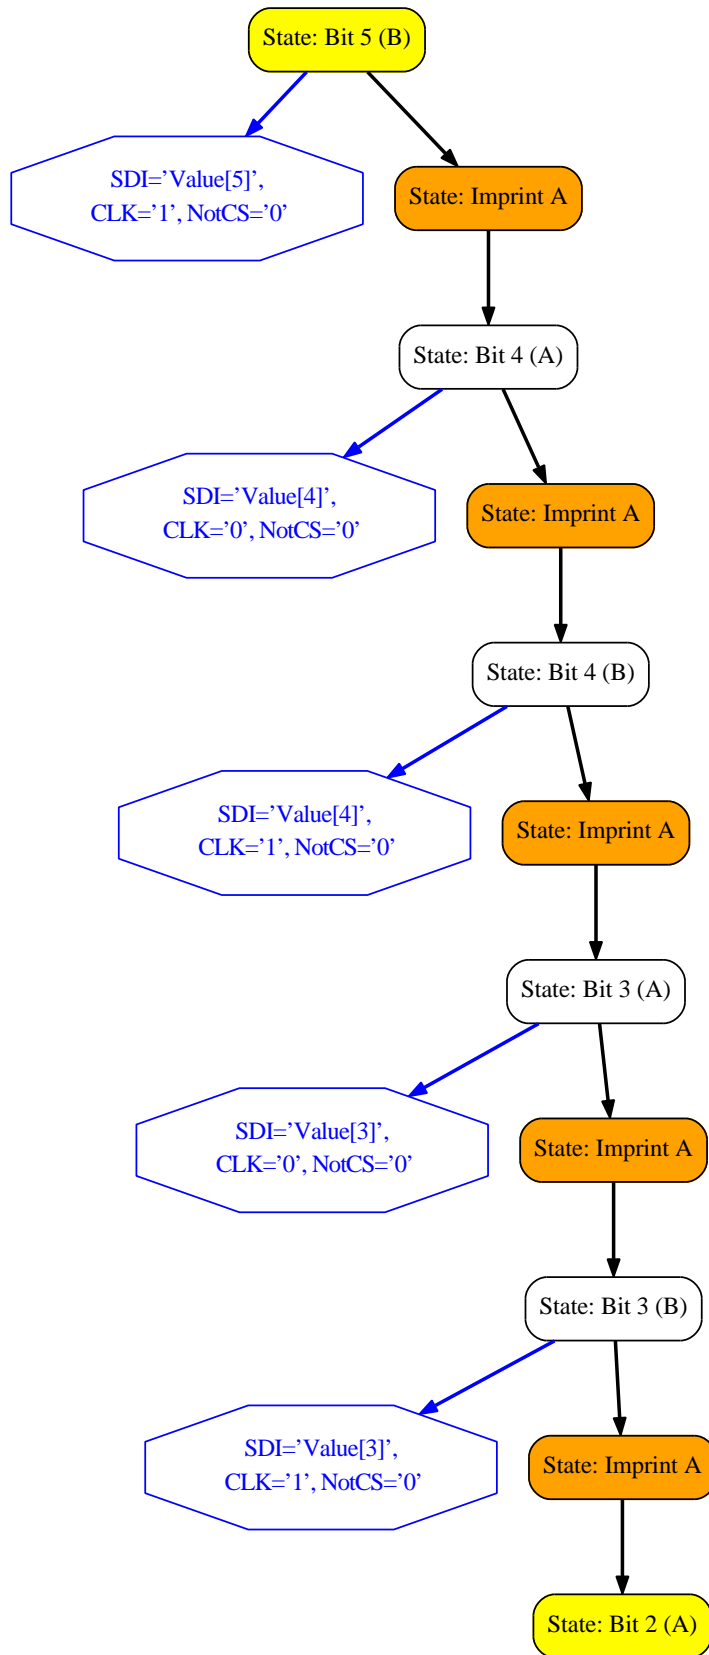 State: Bit 5 (B)
SDI=’Value[5]’,
CLK=’1’, NotCS=’0’
State: Imprint A
State: Bit 4 (A)
SDI=’Value[4]’,
CLK=’0’, NotCS=’0’
State: Imprint A
State: Bit 4 (B)
SDI=’Value[4]’,
CLK=’1’, NotCS=’0’
State: Imprint A
State: Bit 3 (A)
SDI=’Value[3]’,
CLK=’0’, NotCS=’0’
State: Imprint A
State: Bit 3 (B)
SDI=’Value[3]’,
CLK=’1’, NotCS=’0’
State: Imprint A
State: Bit 2 (A)